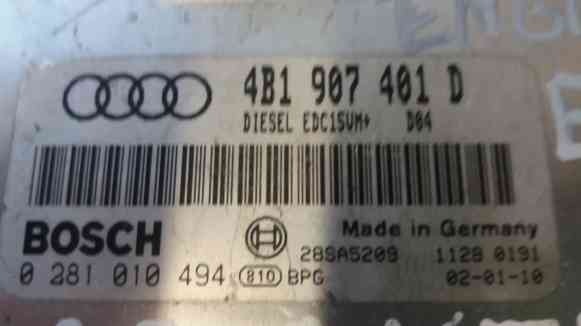 4B1 907 401 D
DIESEL EDC15VM+ D04
BOSCH
Made in Germany
28SA5209 1128 0191
0 281 010 494 810 BPG 02-01-10